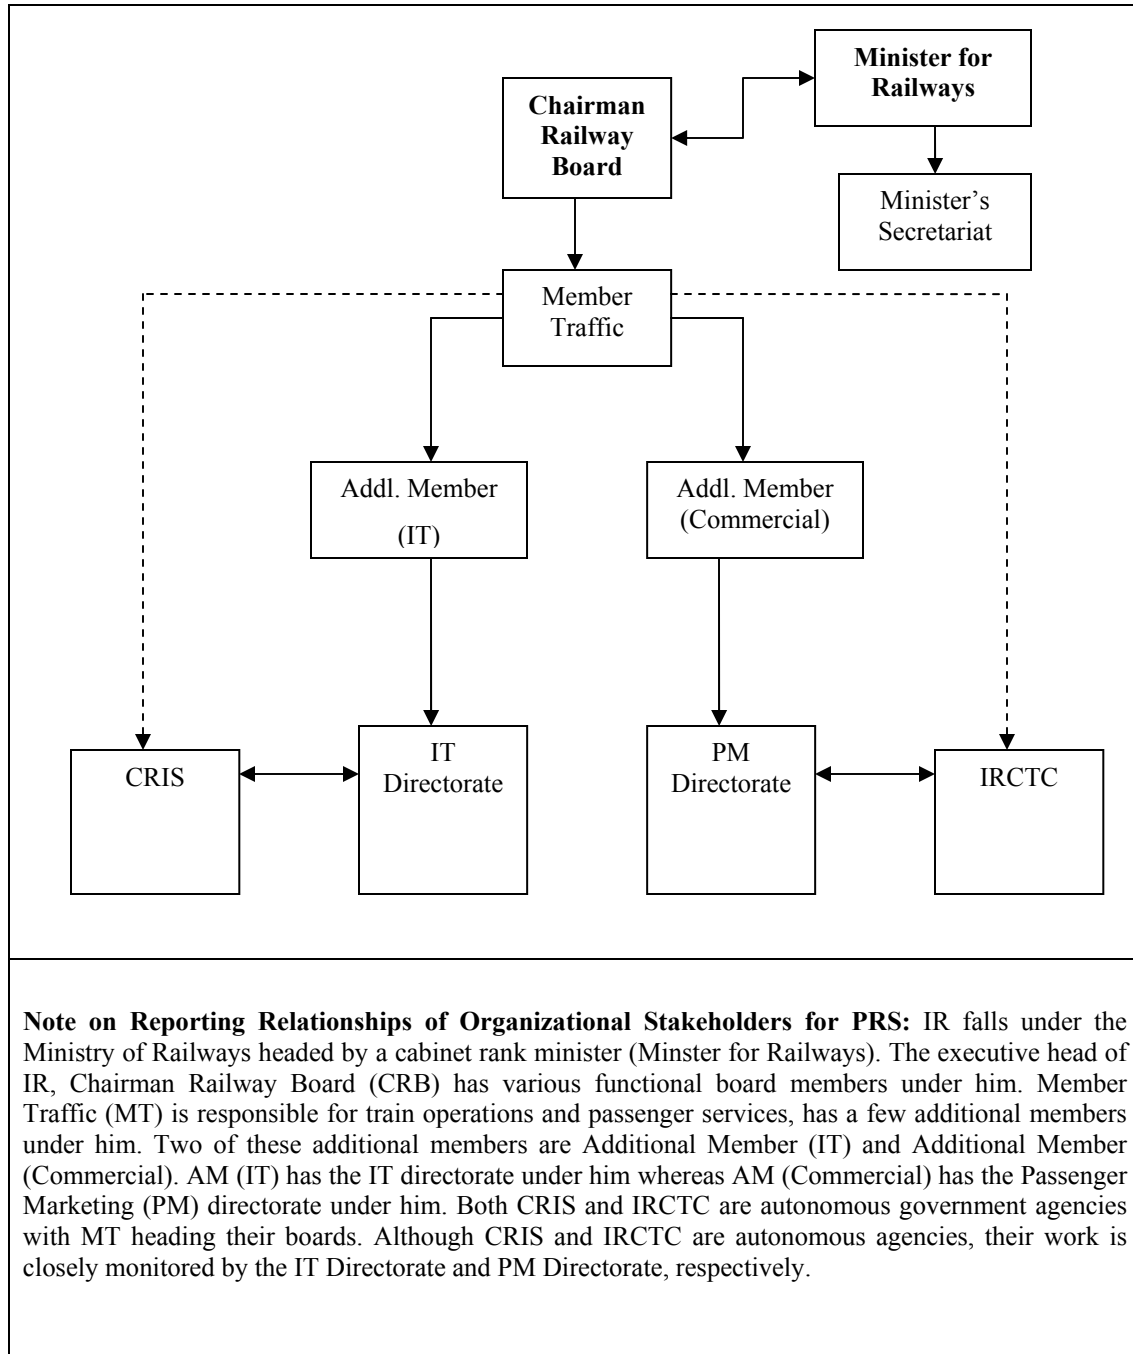 Minister for
Railways
Chairman
Railway
Board
Minister’s
Secretariat
Member
Traffic
Addl. Member
(IT)
Addl. Member
(Commercial)
CRIS
IT
Directorate
PM
Directorate
IRCTC
Note on Reporting Relationships of Organizational Stakeholders for PRS: IR falls under the
Ministry of Railways headed by a cabinet rank minister (Minster for Railways). The executive head of
IR, Chairman Railway Board (CRB) has various functional board members under him. Member
Traffic (MT) is responsible for train operations and passenger services, has a few additional members
under him. Two of these additional members are Additional Member (IT) and Additional Member
(Commercial). AM (IT) has the IT directorate under him whereas AM (Commercial) has the Passenger
Marketing (PM) directorate under him. Both CRIS and IRCTC are autonomous government agencies
with MT heading their boards. Although CRIS and IRCTC are autonomous agencies, their work is
closely monitored by the IT Directorate and PM Directorate, respectively.